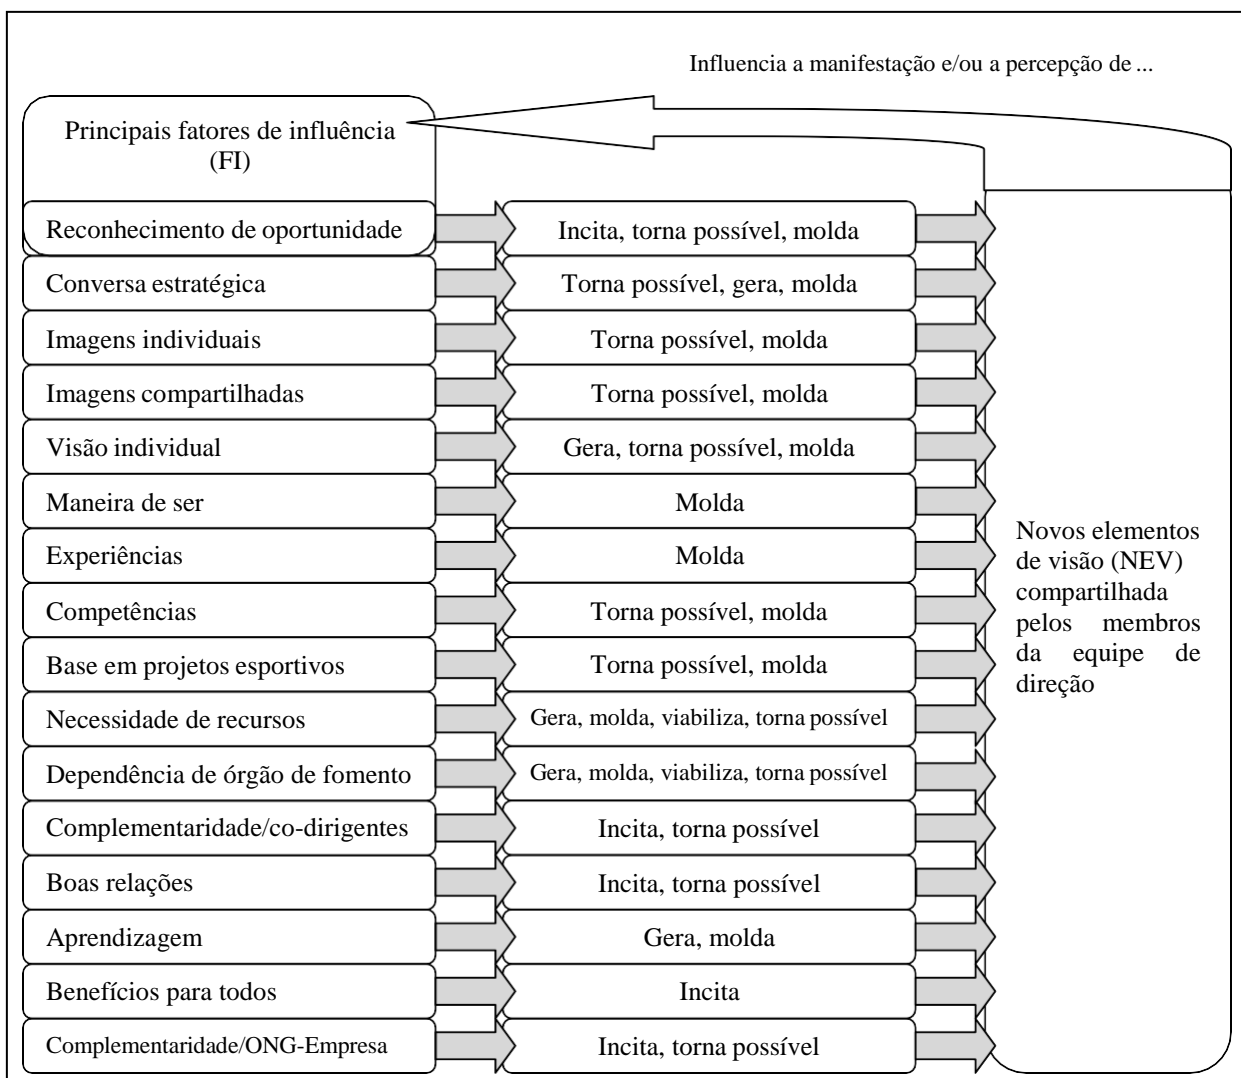 Influencia a manifestação e/ou a percepção de ...
Principais fatores de influência
(FI)
Reconhecimento de oportunidade
Incita, torna possível, molda
Conversa estratégica
Torna possível, gera, molda
Imagens individuais
Torna possível, molda
Imagens compartilhadas
Torna possível, molda
Visão individual
Gera, torna possível, molda
Maneira de ser
Molda
Experiências
Molda
Competências
Torna possível, molda
Base em projetos esportivos
Torna possível, molda
Necessidade de recursos
Gera, molda, viabiliza, torna possível
Dependência de órgão de fomento
Gera, molda, viabiliza, torna possível
Complementaridade/co-dirigentes
Incita, torna possível
Boas relações
Incita, torna possível
Aprendizagem
Gera, molda
Benefícios para todos
Incita
Complementaridade/ONG-Empresa
Incita, torna possível
Novos elementos
de visão (NEV)
compartilhada
pelos membros
da equipe de
direção